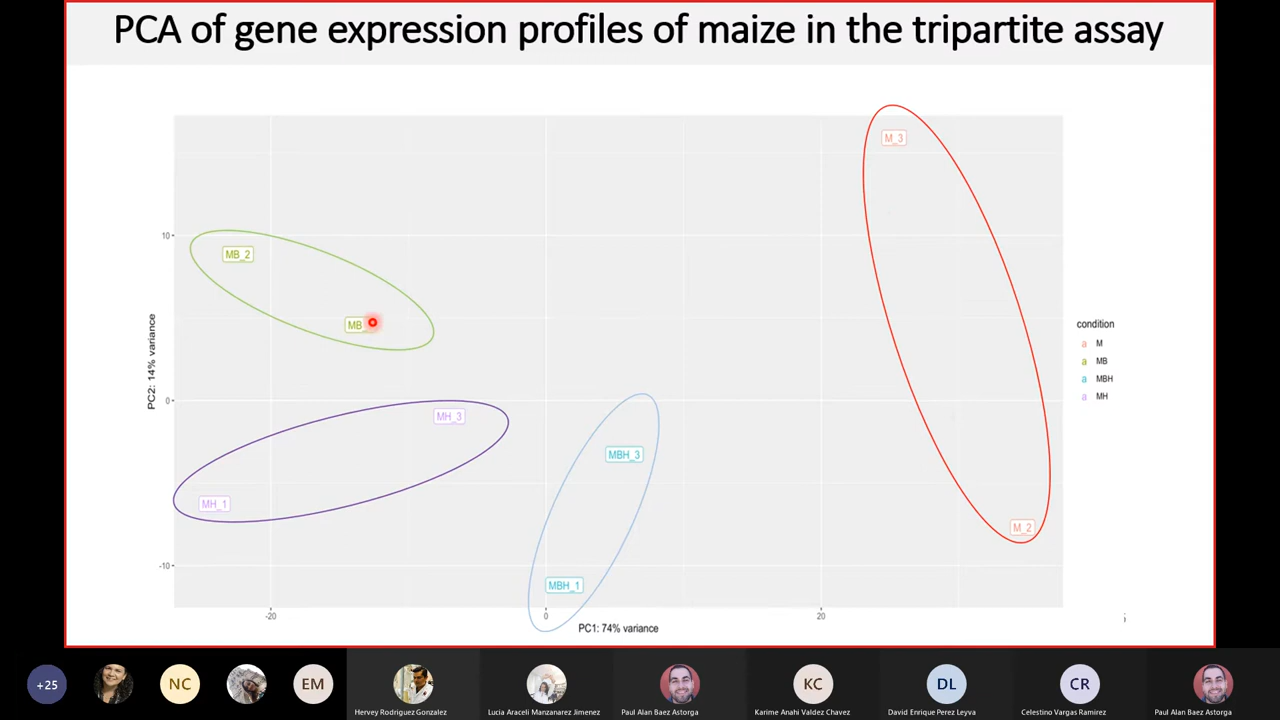 PCA of gene expression profiles of maize in the tripartite assay
M_3
10
MB_2
MB
PC2: 14% variance
condition
a M
a MB
a MBH
a MH
0
MH_3
MBH_3
MH_1
M_2
-10
MBH_1
-20
0
20
PC1: 74% variance
+25
NC
EM
KC
DL
CR
Hervey Rodriguez Gonzalez
Lucia Araceli Manzanarez Jimenez
Paul Alan Baez Astorga
Karime Anahi Valdez Chavez
David Enrique Perez Leyva
Celestino Vargas Ramirez
Paul Alan Baez Astorga